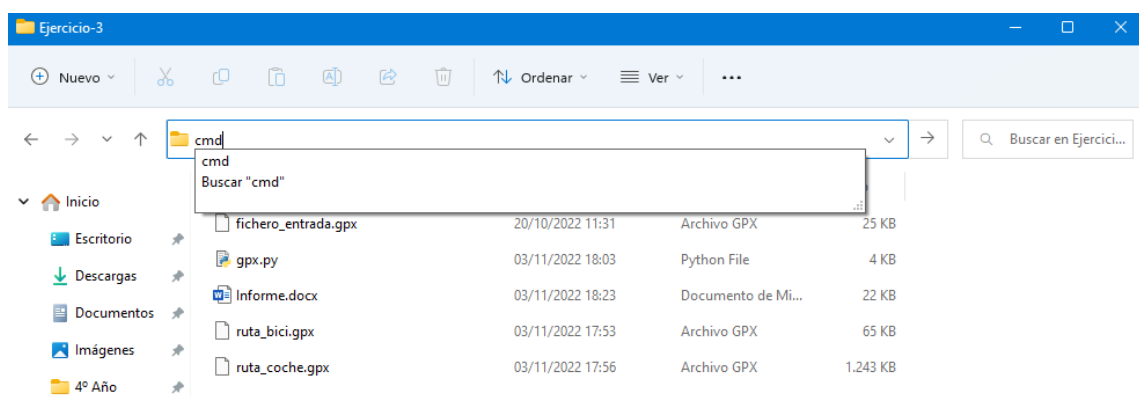 Ejercicio-3
Nuevo
Ordenar
Ver
cmd
Buscar en Ejercici...
cmd
Buscar "cmd"
Inicio
Escritorio
Descargas
Documentos
Imágenes
4º Año
fichero_entrada.gpx 20/10/2022 11:31 Archivo GPX 25 KB
gpx.py 03/11/2022 18:03 Python File 4 KB
Informe.docx 03/11/2022 18:23 Documento de Mi... 22 KB
ruta_bici.gpx 03/11/2022 17:53 Archivo GPX 65 KB
ruta_coche.gpx 03/11/2022 17:56 Archivo GPX 1.243 KB